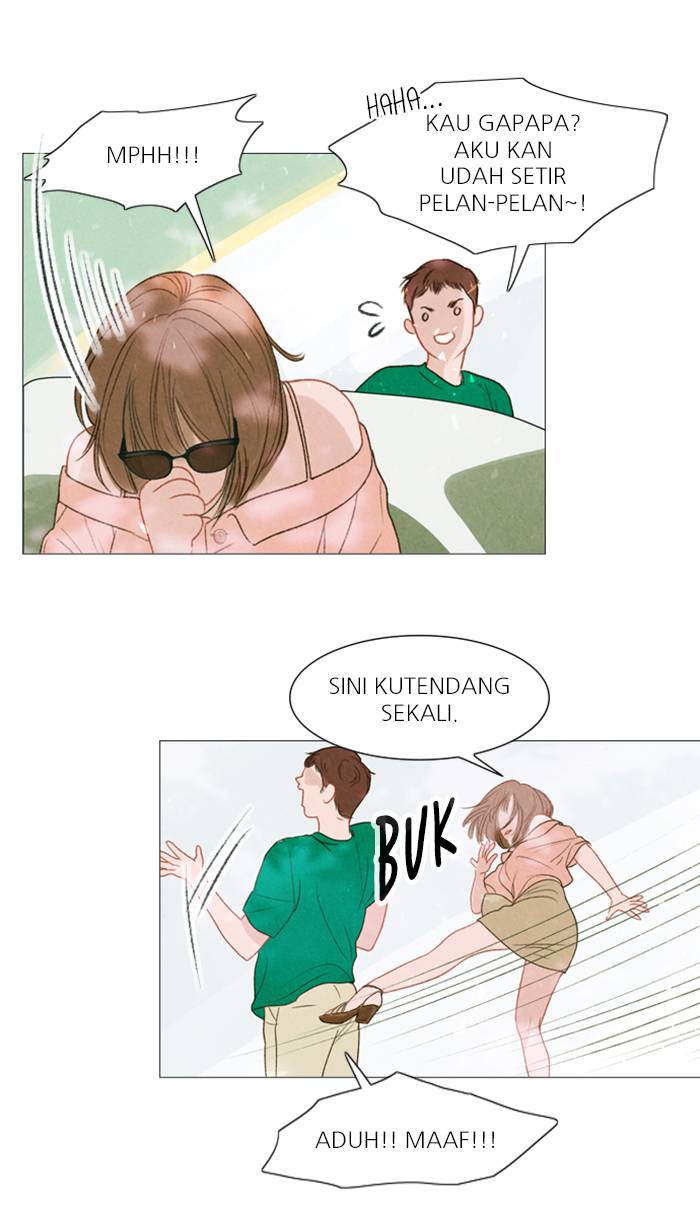 MPHH!!!
HAHA...
KAU GAPAPA?
AKU KAN
UDAH SETIR
PELAN-PELAN~!
SINI KUTENDANG
SEKALI.
BUK
ADUH!! MAAF!!!